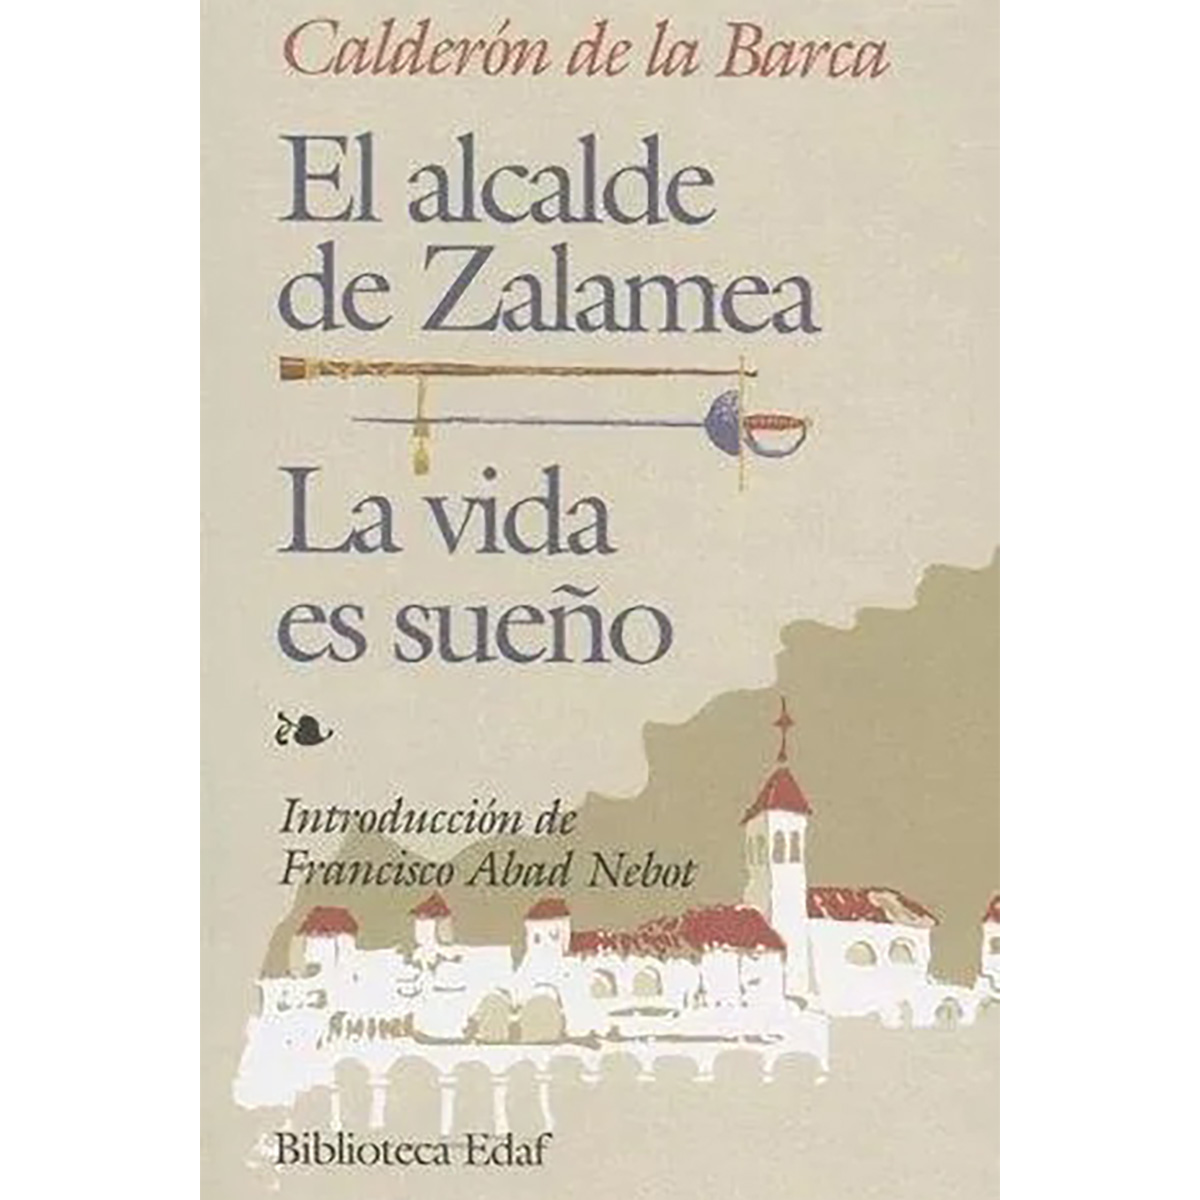 Calderón de la Barca
El alcalde
de Zalamea
La vida
es sueño
Introducción de
Francisco Abad Nebot
Biblioteca Edaf